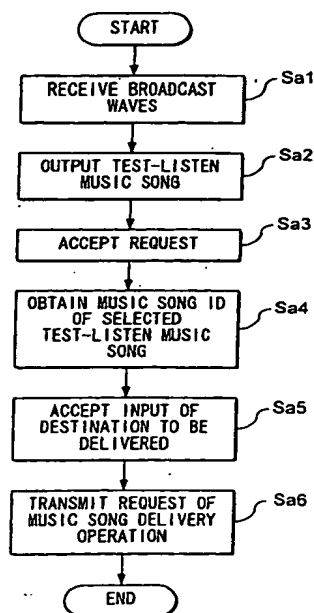 START
RECEIVE BROADCAST
WAVES
Sa1
OUTPUT TEST-LISTEN
MUSIC SONG
Sa2
ACCEPT REQUEST
Sa3
OBTAIN MUSIC SONG ID
OF SELECTED
TEST-LISTEN MUSIC
SONG
Sa4
ACCEPT INPUT OF
DESTINATION TO BE
DELIVERED
Sa5
TRANSMIT REQUEST OF
MUSIC SONG DELIVERY
OPERATION
Sa6
END